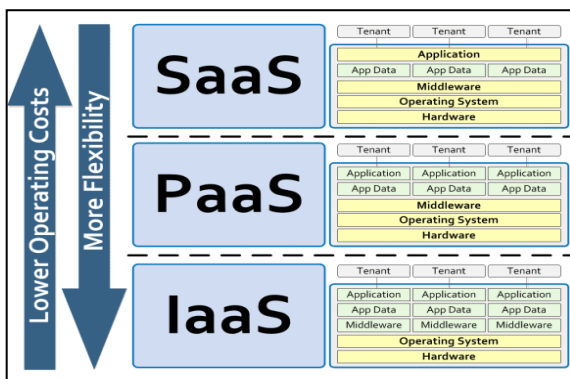 Lower Operating Costs
More Flexibility
SaaS
Tenant Tenant Tenant
Application
App Data App Data App Data
Middleware
Operating System
Hardware
PaaS
Tenant Tenant Tenant
Application Application Application
App Data App Data App Data
Middleware
Operating System
Hardware
IaaS
Tenant Tenant Tenant
Application Application Application
App Data App Data App Data
Middleware Middleware Middleware
Operating System
Hardware